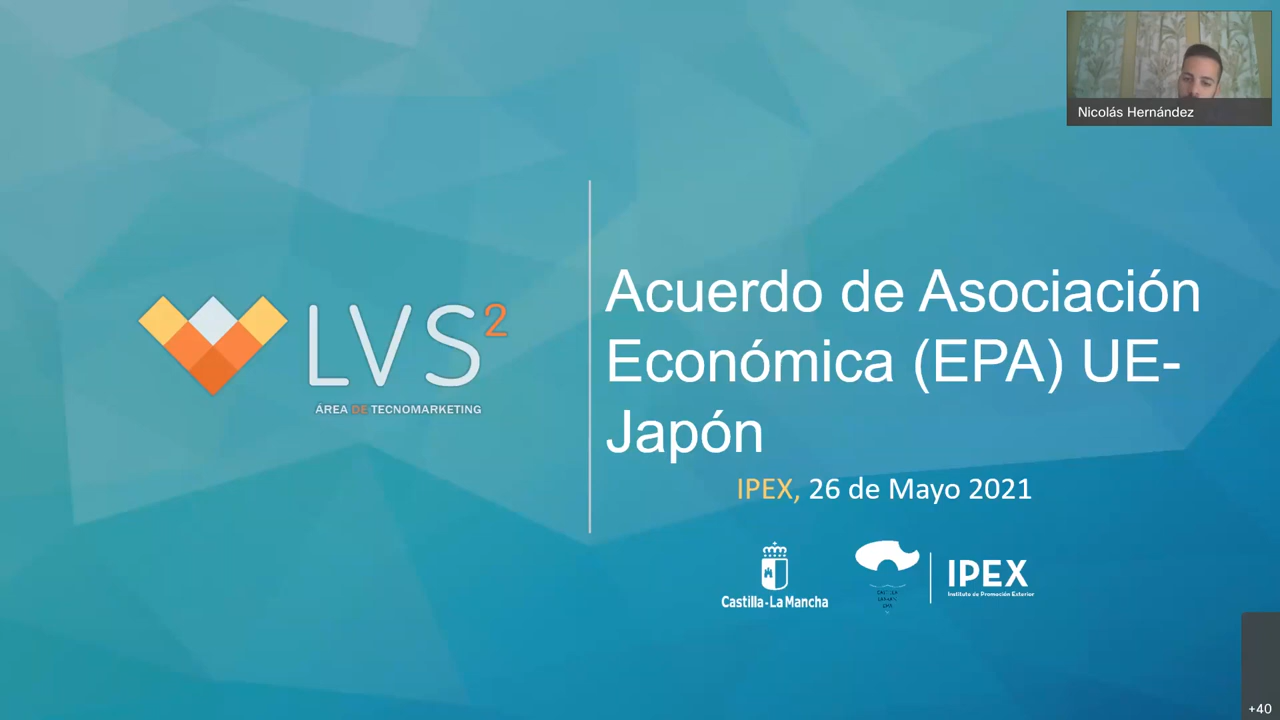 Nicolás Hernández
LVS2
ÁREA DE TECNOMARKETING
Acuerdo de Asociación
Económica (EPA) UE-
Japón
IPEX, 26 de Mayo 2021
Castilla-La Mancha
IPEX
Instituto de Promoción Exterior
+40